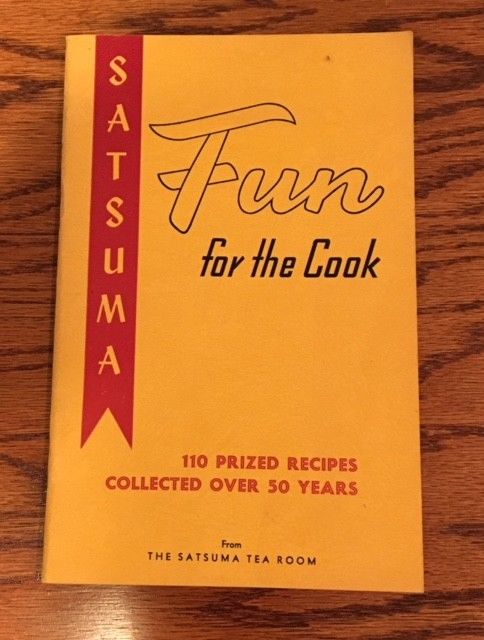 SATSUMA
Fun
for the Cook
110 PRIZED RECIPES
COLLECTED OVER 50 YEARS
From
THE SATSUMA TEA ROOM